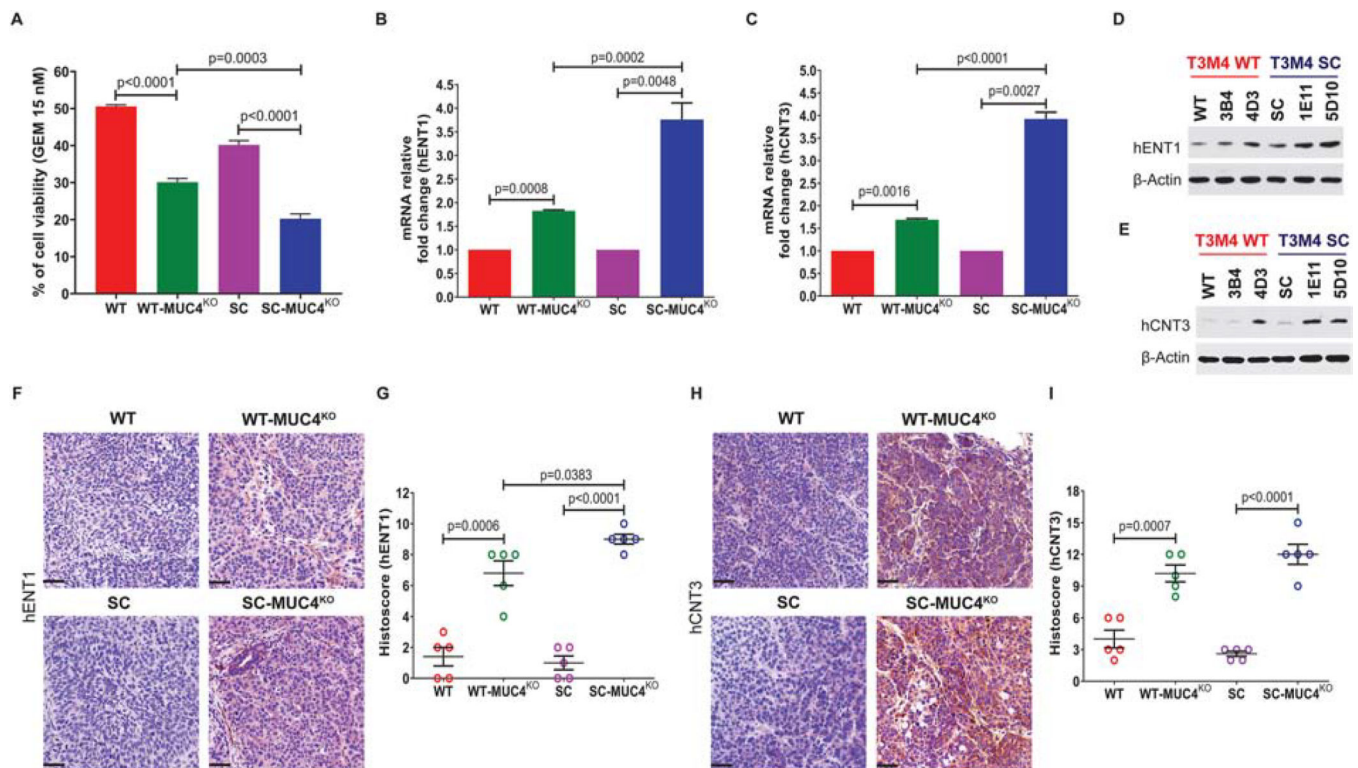 A
% of cell viability (GEM 15 nM)
60
50
40
30
20
10
0
p=0.0003
p<0.0001
p<0.0001
WT
WT-MUC4KO
SC
SC-MUC4KO
B
mRNA relative
fold change (hENT1)
4.5
4.0
3.5
3.0
2.5
2.0
1.5
1.0
0.5
0.0
p=0.0002
p=0.0048
p=0.0008
WT
WT-MUC4KO
SC
SC-MUC4KO
C
mRNA relative
fold change (hCNT3)
5.0
4.5
4.0
3.5
3.0
2.5
2.0
1.5
1.0
0.5
0.0
p<0.0001
p=0.0027
p=0.0016
WT
WT-MUC4KO
SC
SC-MUC4KO
D
T3M4 WT T3M4 SC
WT 3B4 4D3 SC 1E11 5D10
hENT1
β-Actin
E
T3M4 WT T3M4 SC
WT 3B4 4D3 SC 1E11 5D10
hCNT3
β-Actin
F
WT WT-MUC4KO
hENT1
SC SC-MUC4KO
G
Histoscore (hENT1)
12
10
8
6
4
2
0
p=0.0383
p<0.0001
p=0.0006
WT
WT-MUC4KO
SC
SC-MUC4KO
H
WT WT-MUC4KO
hCNT3
SC SC-MUC4KO
I
Histoscore (hCNT3)
18
15
12
9
6
3
0
p<0.0001
p=0.0007
WT
WT-MUC4KO
SC
SC-MUC4KO